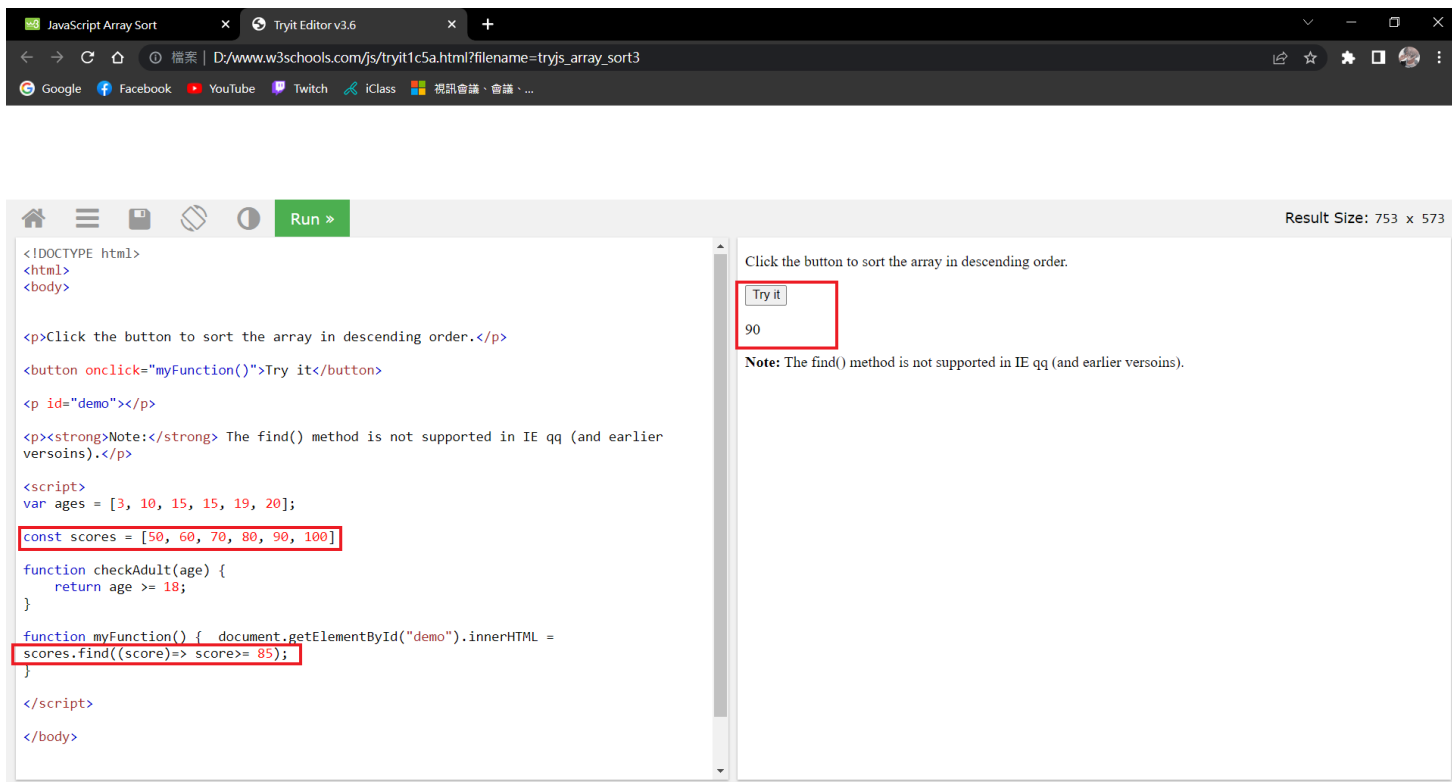 JavaScript Array Sort
Tryit Editor v3.6
檔案 | D:/www.w3schools.com/js/tryit1c5a.html?filename=tryjs_array_sort3
Google Facebook YouTube Twitch iClass 視訊會議、會議、...
Run »
Result Size: 753 x 573
<!DOCTYPE html>
<html>
<body>
<p>Click the button to sort the array in descending order.</p>
<button onclick="myFunction()">Try it</button>
<p id="demo"></p>
<p><strong>Note:</strong> The find() method is not supported in IE qq (and earlier
versoins).</p>
<script>
var ages = [3, 10, 15, 15, 19, 20];
const scores = [50, 60, 70, 80, 90, 100]
function checkAdult(age) {
    return age >= 18;
}
function myFunction() {  document.getElementById("demo").innerHTML =
scores.find((score)=> score>= 85);
}
</script>
</body>
Click the button to sort the array in descending order.
Try it
90
Note: The find() method is not supported in IE qq (and earlier versoins).